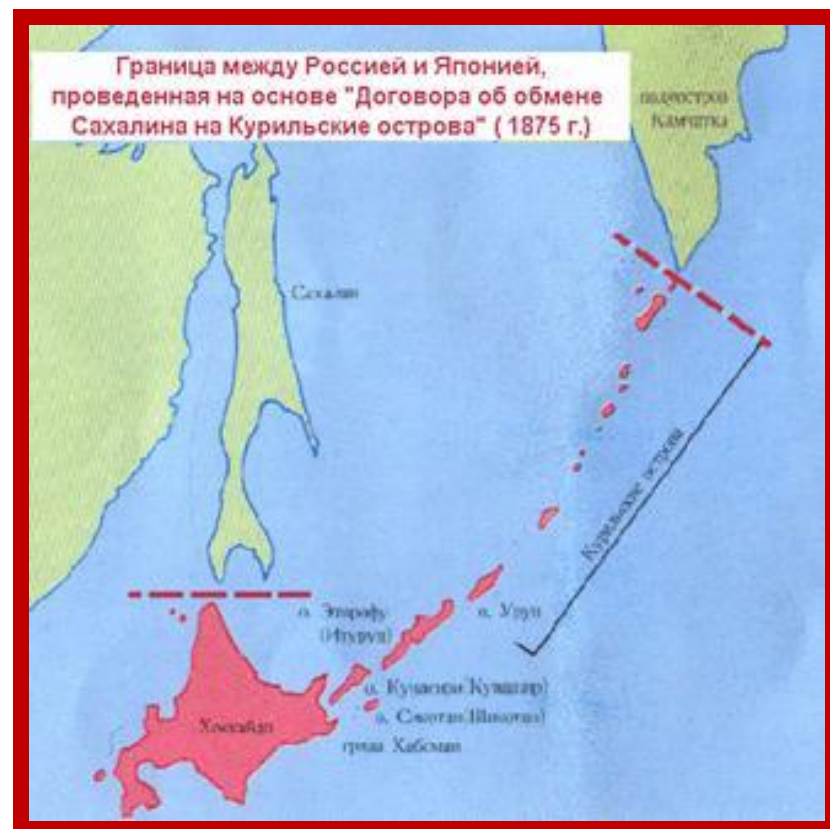 Граница между Россией и Японией,
проведенная на основе "Договора об обмене
Сахалина на Курильские острова" ( 1875 г.)
полуостров
Камчатка
Сахалин
Курильские острова
о. Эторофу
(Итуруп)
о. Уруп
о. Кунасири(Кунашир)
о. Сикотан(Шикотан)
гряда Хабомаи
Хоккайдо